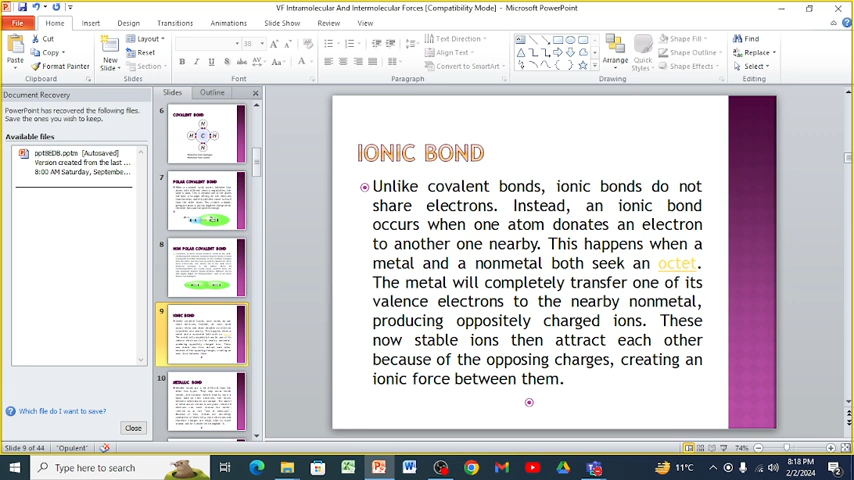 VF Intramolecular And Intermolecular Forces [Compatibility Mode] - Microsoft PowerPoint
File Home Insert Design Transitions Animations Slide Show Review View
Cut
Copy
Format Painter
Paste
Clipboard
New Slide
Layout
Reset
Section
Slides
38
Font
Paragraph
Text Direction
Align Text
Convert to SmartArt
Arrange
Quick Styles
Shape Fill
Shape Outline
Shape Effects
Drawing
Find
Replace
Select
Editing
Document Recovery
PowerPoint has recovered the following files.
Save the ones you wish to keep.
Available files
ppt8EDB.pptm [Autosaved]
Version created from the last ...
8:00 AM Saturday, Septembe...
Which file do I want to save?
Close
Slides Outline
6
COVALENT BOND
H
H C H
H
7
POLAR COVALENT BOND
8
NON POLAR COVALENT BOND
9
IONIC BOND
10
METALLIC BOND
IONIC BOND
Unlike covalent bonds, ionic bonds do not
share electrons. Instead, an ionic bond
occurs when one atom donates an electron
to another one nearby. This happens when a
metal and a nonmetal both seek an octet.
The metal will completely transfer one of its
valence electrons to the nearby nonmetal,
producing oppositely charged ions. These
now stable ions then attract each other
because of the opposing charges, creating an
ionic force between them.
Slide 9 of 44 "Opulent" 74%
Type here to search
11°C
8:18 PM
2/2/2024